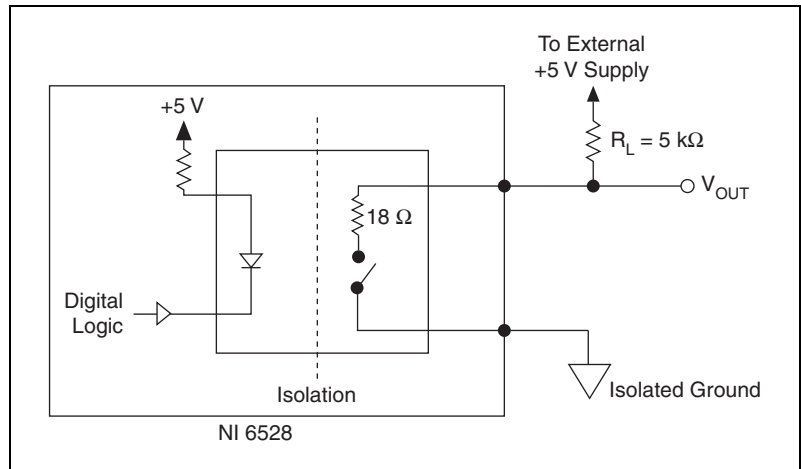 To External
+5 V Supply
+5 V
R_L = 5 kΩ
V_OUT
18 Ω
Digital
Logic
Isolated Ground
Isolation
NI 6528